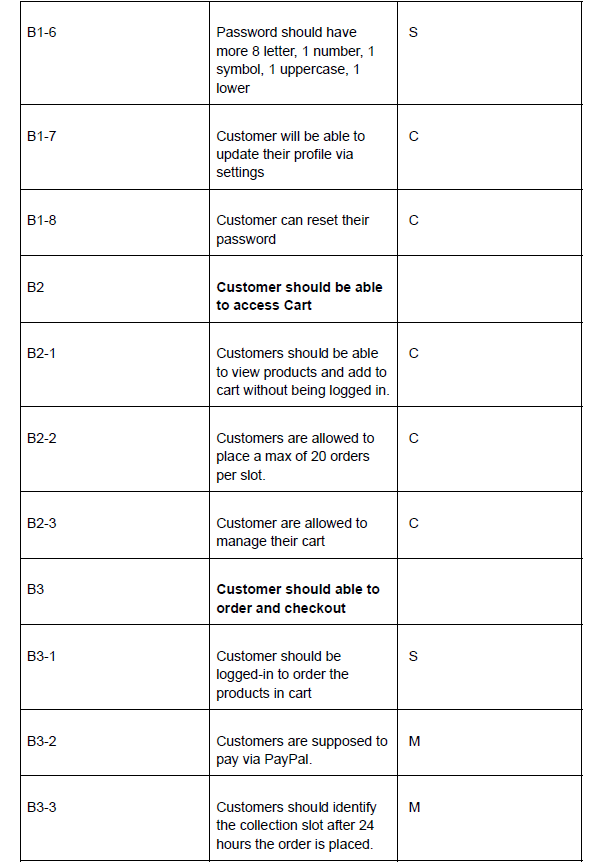 B1-6
Password should have
more 8 letter, 1 number, 1
symbol, 1 uppercase, 1
lower
S
B1-7
Customer will be able to
update their profile via
settings
C
B1-8
Customer can reset their
password
C
B2
Customer should be able
to access Cart
B2-1
Customers should be able
to view products and add to
cart without being logged in.
C
B2-2
Customers are allowed to
place a max of 20 orders
per slot.
C
B2-3
Customer are allowed to
manage their cart
C
B3
Customer should able to
order and checkout
B3-1
Customer should be
logged-in to order the
products in cart
S
B3-2
Customers are supposed to
pay via PayPal.
M
B3-3
Customers should identify
the collection slot after 24
hours the order is placed.
M